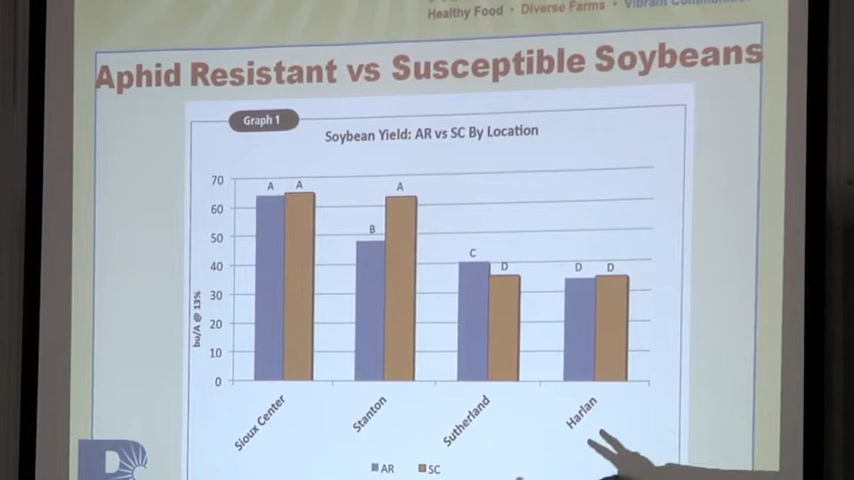 Healthy Food • Diverse Farms • Vibrant
Aphid Resistant vs Susceptible Soybeans
Graph 1
Soybean Yield: AR vs SC By Location
70
60
50
40
30
20
10
0
bu/A @ 13%
A A
B A
C D
D D
Sioux Center
Stanton
Sutherland
Harlan
AR SC